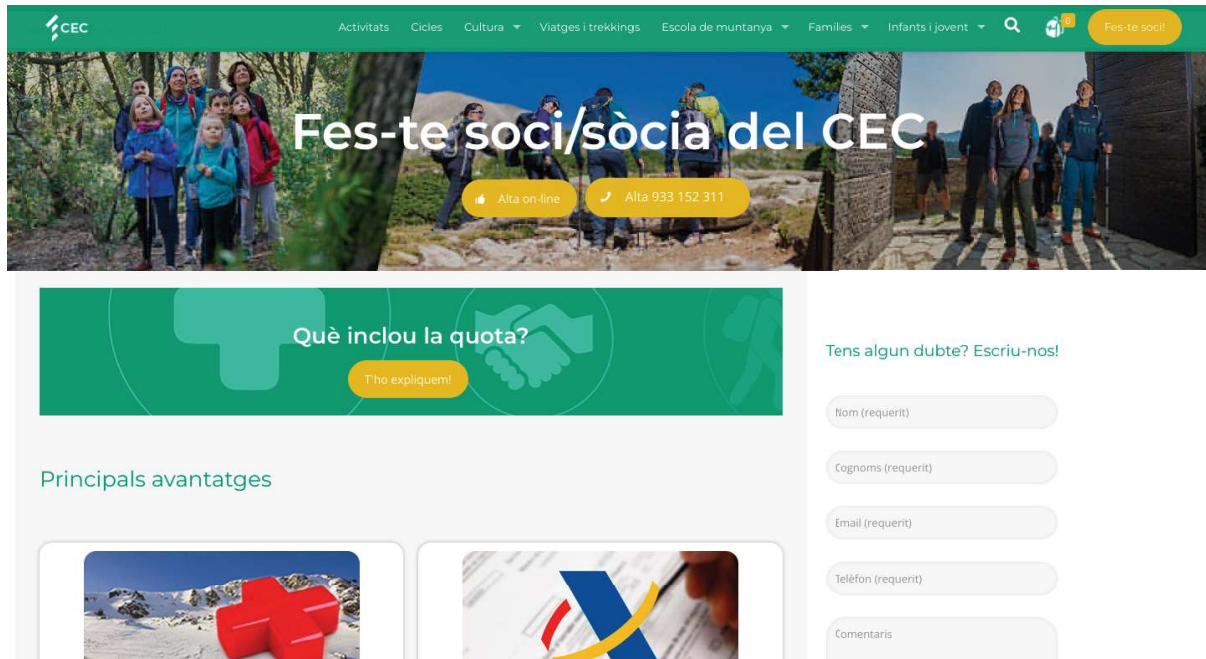 CEC
Activitats Cicles Cultura Viatges i trekkings Escola de muntanya Famílies Infants i jovent 0 Fes-te soci!
Fes-te soci/sòcia del CEC
Alta on-line Alta 933 152 311
Què inclou la quota?
T'ho expliquem!
Principals avantatges
Tens algun dubte? Escriu-nos!
Nom (requerit)
Cognoms (requerit)
Email (requerit)
Telèfon (requerit)
Comentaris